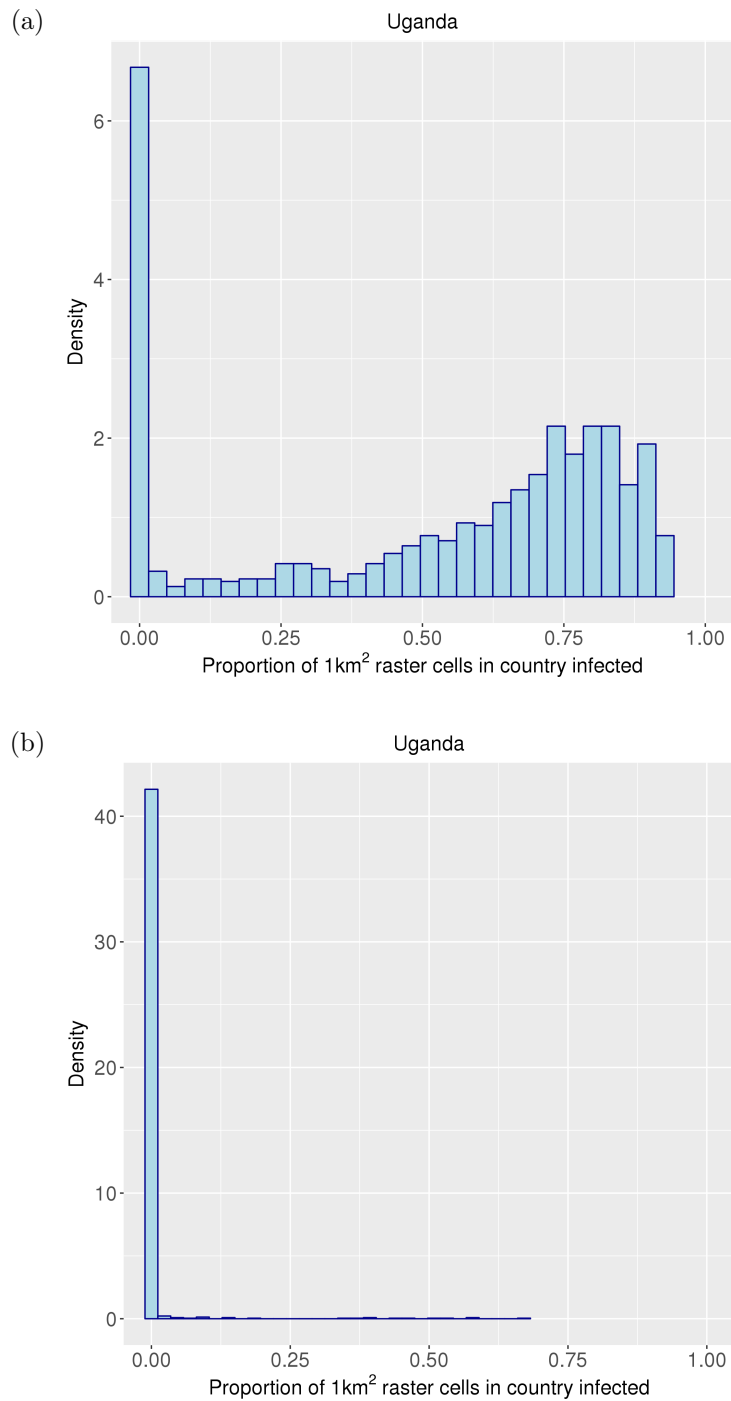 (a)
Uganda
6
4
2
0
Density
0.00 0.25 0.50 0.75 1.00
Proportion of 1km² raster cells in country infected
(b)
Uganda
40
30
20
10
0
Density
0.00 0.25 0.50 0.75 1.00
Proportion of 1km² raster cells in country infected